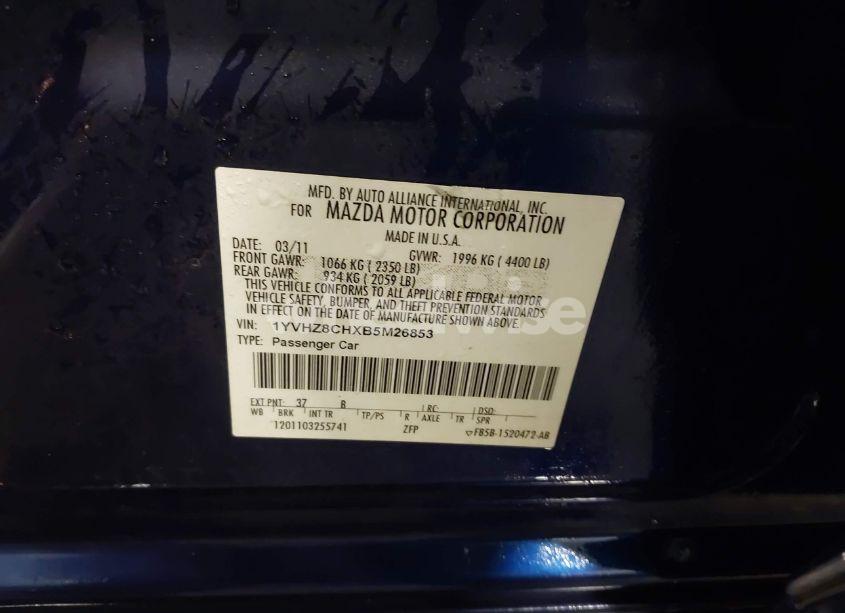 MFD. BY AUTO ALLIANCE INTERNATIONAL, INC.
FOR MAZDA MOTOR CORPORATION
MADE IN U.S.A.
DATE: 03/11 GVWR: 1996 KG ( 4400 LB)
FRONT GAWR: 1066 KG ( 2350 LB)
REAR GAWR: 934 KG ( 2059 LB)
THIS VEHICLE CONFORMS TO ALL APPLICABLE FEDERAL MOTOR
VEHICLE SAFETY, BUMPER, AND THEFT PREVENTION STANDARDS
IN EFFECT ON THE DATE OF MANUFACTURE SHOWN ABOVE.
VIN: 1YVHZ8CHXB5M26853
TYPE: Passenger Car
EXT PNT: 37 B RC: DSO:
WB BRK INT TR TP/PS R AXLE TR SPR
1201103255741 ZFP F85B-1520472-AB